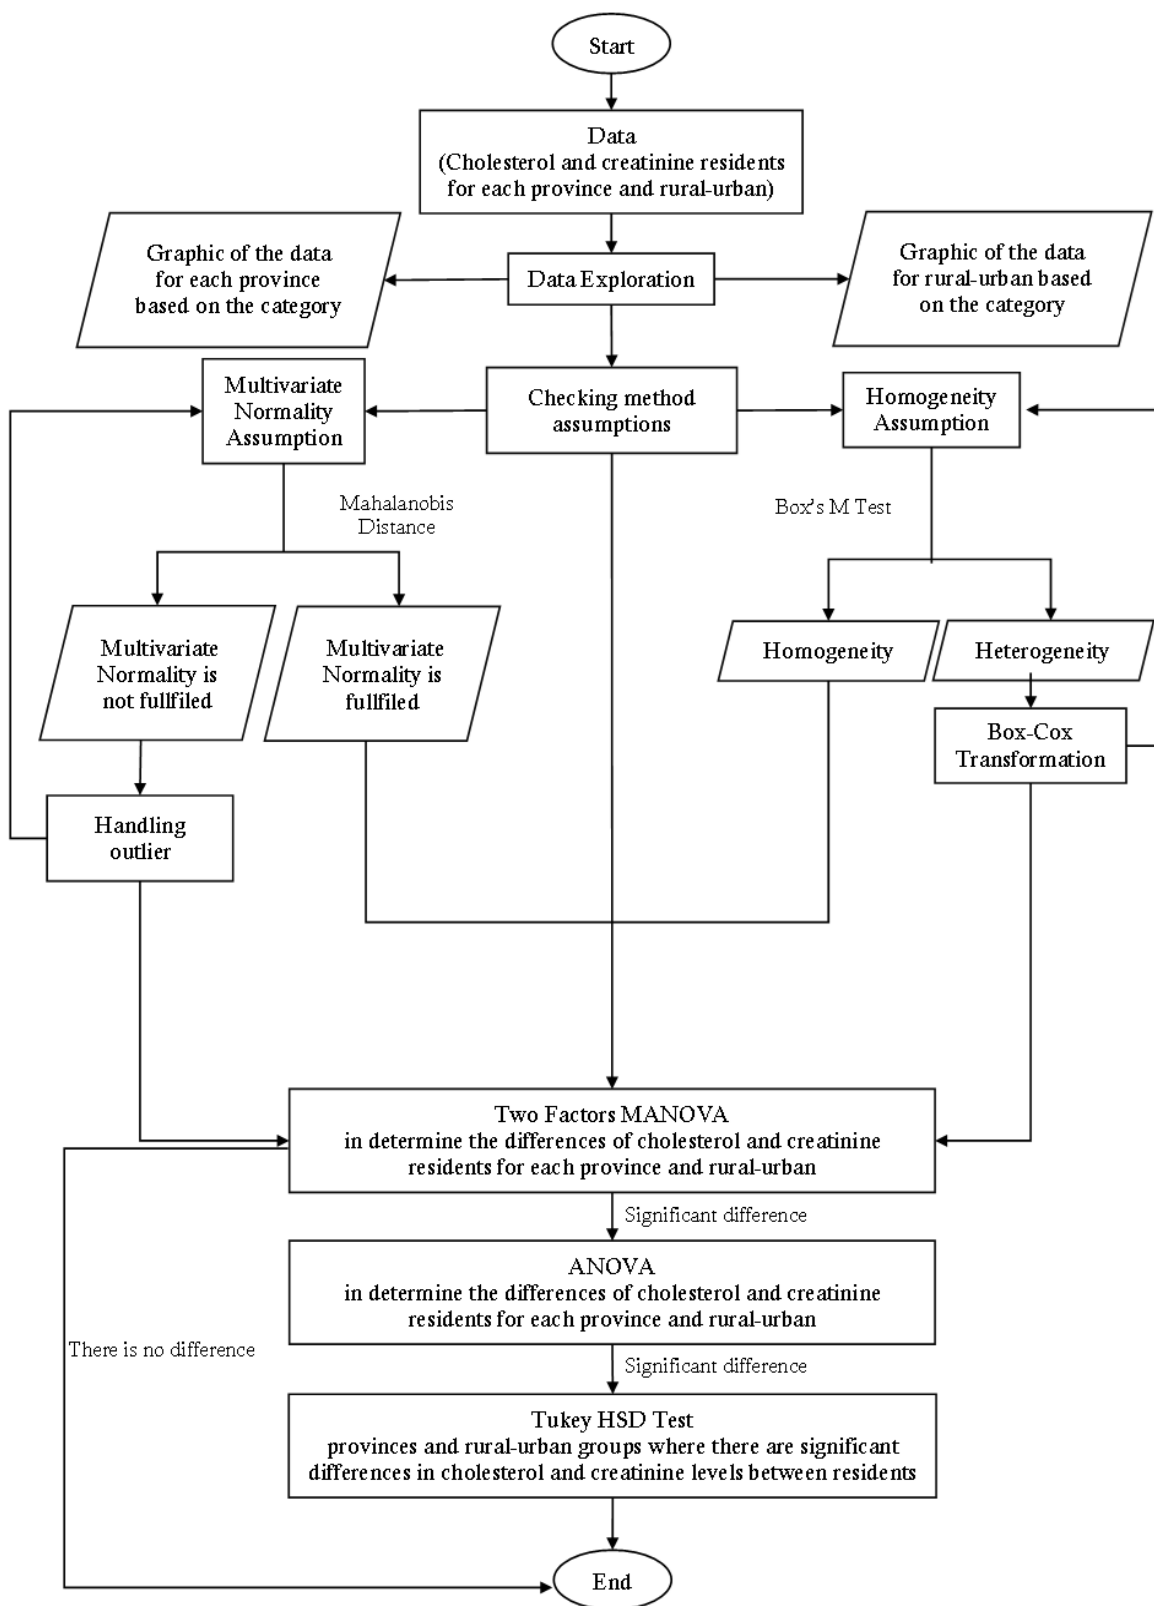 Start
Data
(Cholesterol and creatinine residents
for each province and rural-urban)
Graphic of the data
for each province
based on the category
Data Exploration
Graphic of the data
for rural-urban based
on the category
Multivariate
Normality
Assumption
Checking method
assumptions
Homogeneity
Assumption
Mahalanobis
Distance
Box's M Test
Multivariate
Normality is
not fullfiled
Multivariate
Normality is
fullfiled
Homogeneity
Heterogeneity
Box-Cox
Transformation
Handling
outlier
Two Factors MANOVA
in determine the differences of cholesterol and creatinine
residents for each province and rural-urban
Significant difference
ANOVA
in determine the differences of cholesterol and creatinine
residents for each province and rural-urban
There is no difference
Significant difference
Tukey HSD Test
provinces and rural-urban groups where there are significant
differences in cholesterol and creatinine levels between residents
End